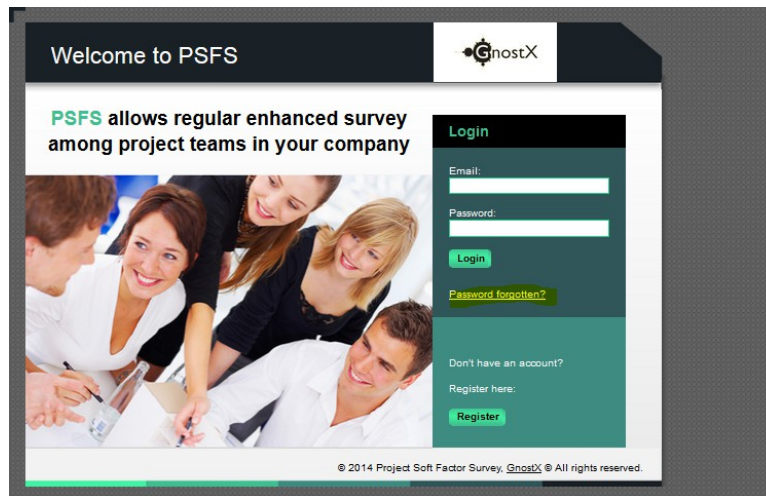 Welcome to PSFS
GnostX
PSFS allows regular enhanced survey
among project teams in your company
Login
Email:
Password:
Login
Password forgotten?
Don't have an account?
Register here:
Register
© 2014 Project Soft Factor Survey, GnostX © All rights reserved.